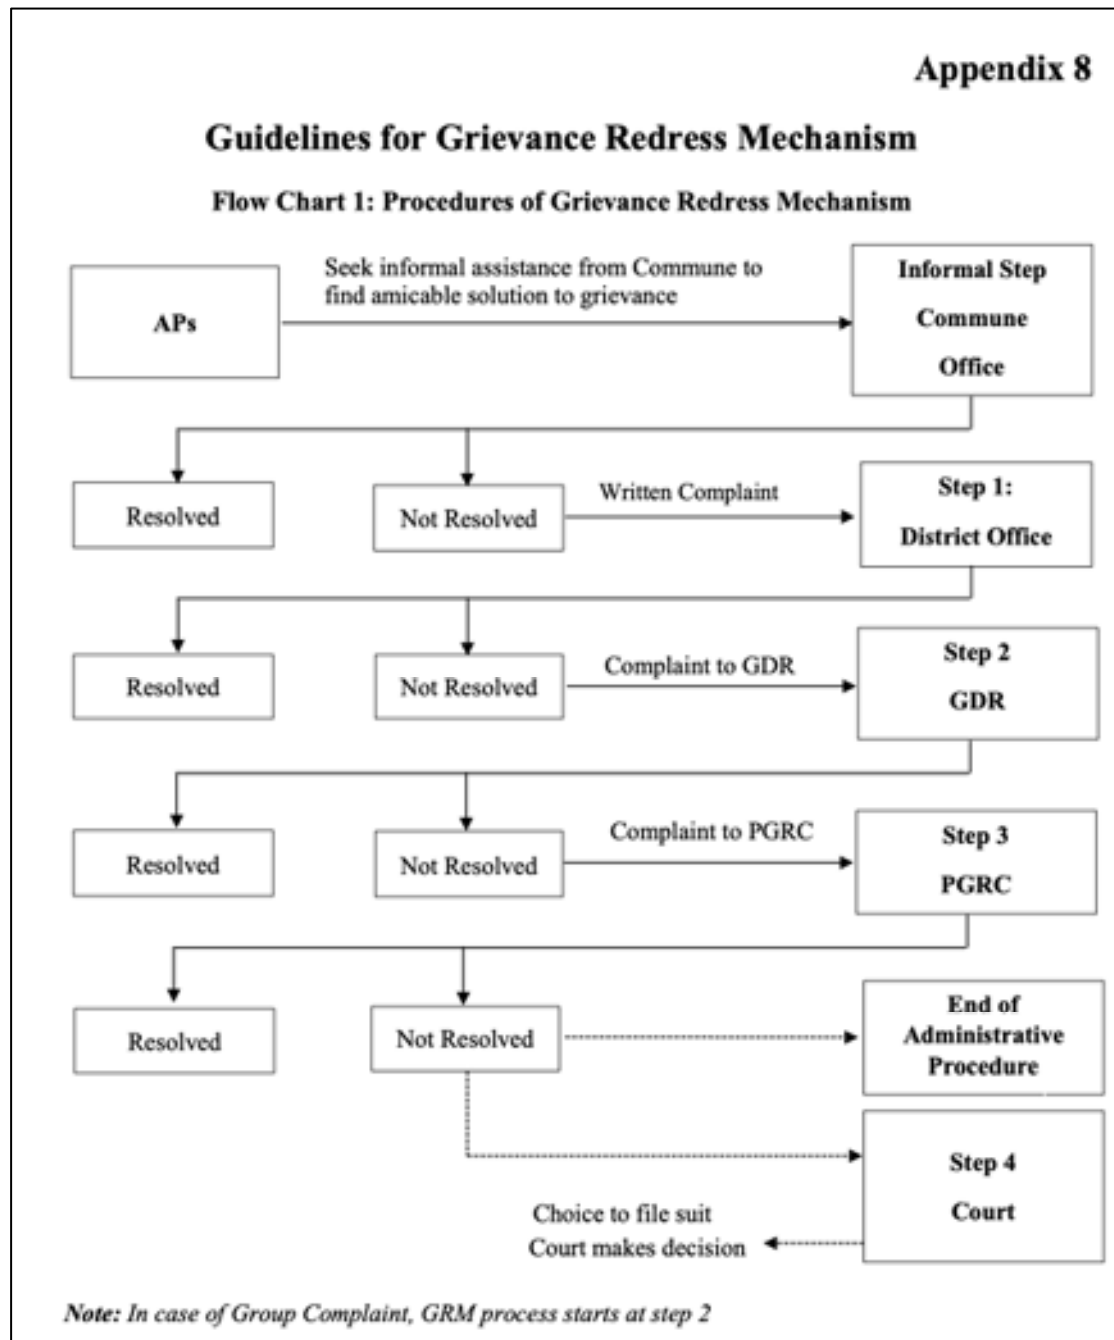 Appendix 8
Guidelines for Grievance Redress Mechanism
Flow Chart 1: Procedures of Grievance Redress Mechanism
APs
Seek informal assistance from Commune to
find amicable solution to grievance
Informal Step
Commune
Office
Resolved
Not Resolved
Written Complaint
Step 1:
District Office
Resolved
Not Resolved
Complaint to GDR
Step 2
GDR
Resolved
Not Resolved
Complaint to PGRC
Step 3
PGRC
Resolved
Not Resolved
End of
Administrative
Procedure
Step 4
Court
Choice to file suit
Court makes decision
Note: In case of Group Complaint, GRM process starts at step 2